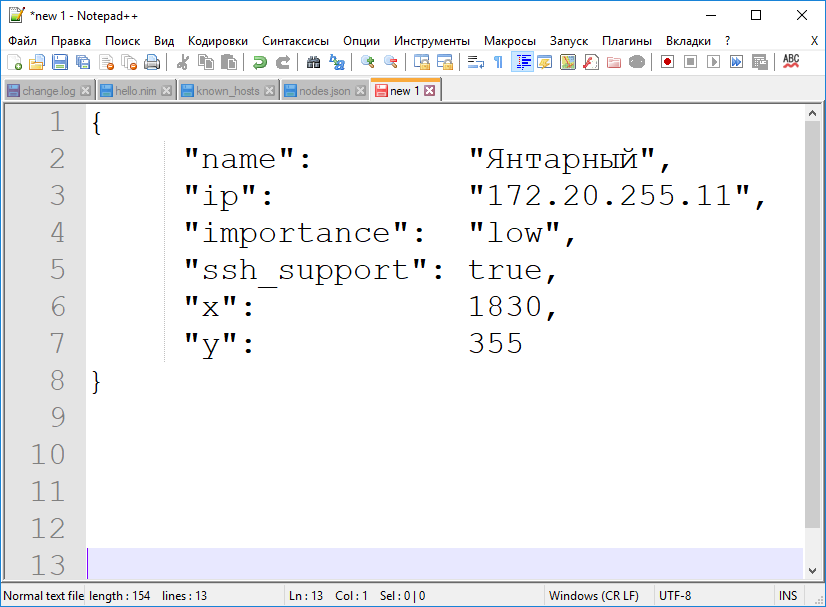 *new 1 - Notepad++
Файл Правка Поиск Вид Кодировки Синтаксисы Опции Инструменты Макросы Запуск Плагины Вкладки ? X
ABC
change.log hello.nim known_hosts nodes.json new 1
1 {
2 "name": "Янтарный",
3 "ip": "172.20.255.11",
4 "importance": "low",
5 "ssh_support": true,
6 "x": 1830,
7 "y": 355
8 }
9
10
11
12
13
Normal text file length : 154 lines : 13 Ln : 13 Col : 1 Sel : 0 | 0 Windows (CR LF) UTF-8 INS